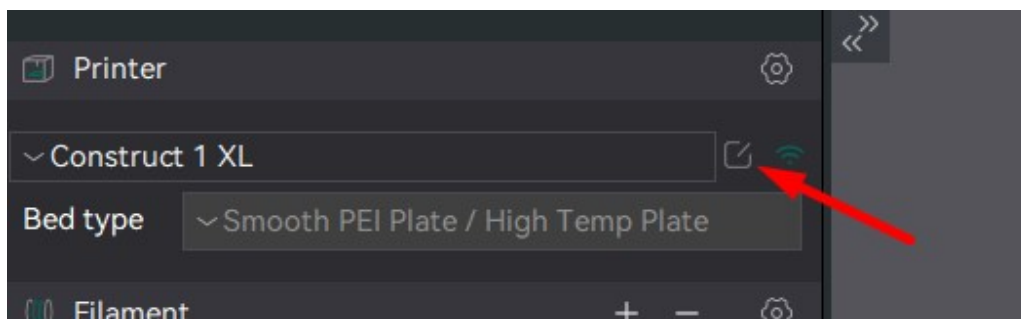 Printer
Construct 1 XL
Bed type Smooth PEI Plate / High Temp Plate
Filament